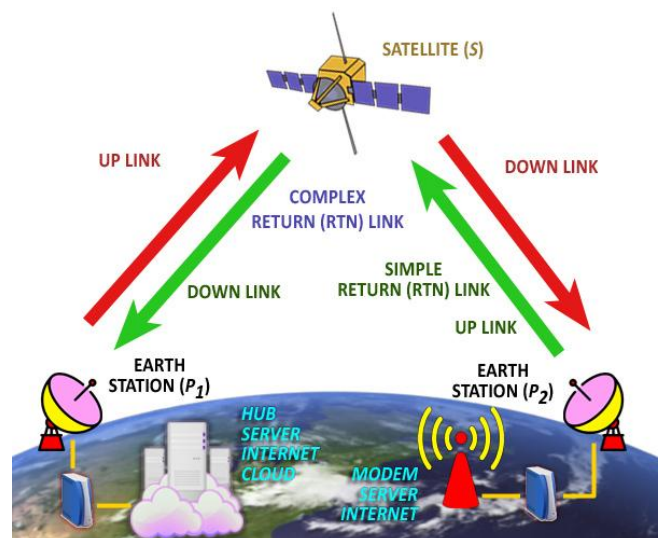 SATELLITE (S)
UP LINK
DOWN LINK
COMPLEX
RETURN (RTN) LINK
DOWN LINK
SIMPLE
RETURN (RTN) LINK
UP LINK
EARTH
STATION (P1)
EARTH
STATION (P2)
HUB
SERVER
INTERNET
CLOUD
MODEM
SERVER
INTERNET